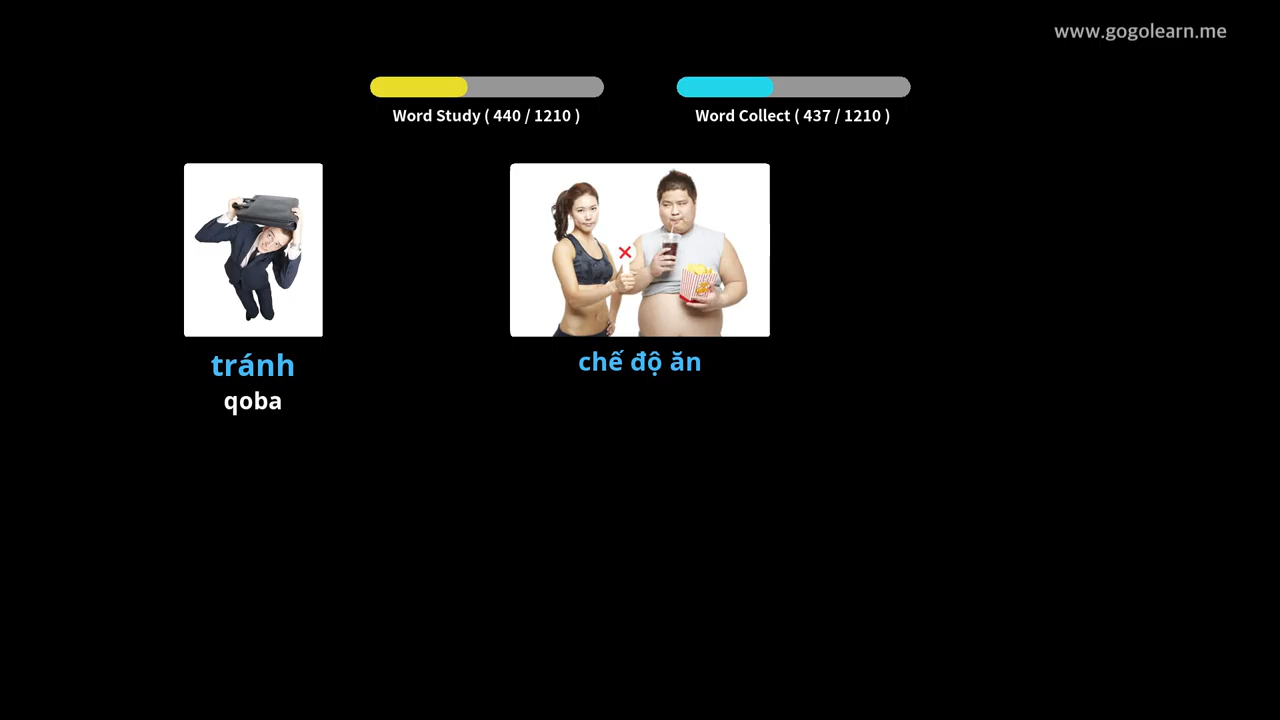 www.gogolearn.me
Word Study ( 440 / 1210 )
Word Collect ( 437 / 1210 )
tránh
qoba
chế độ ăn